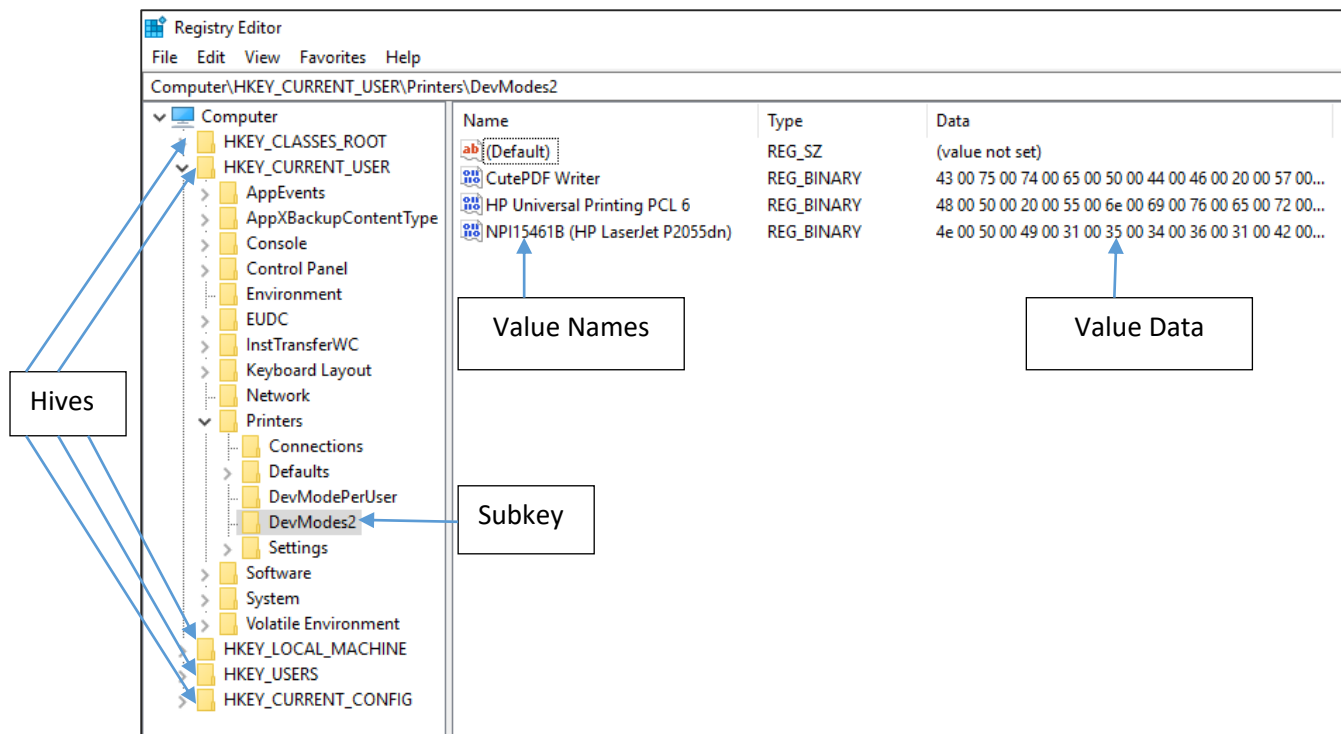 Registry Editor
File Edit View Favorites Help
Computer\HKEY_CURRENT_USER\Printers\DevModes2
Computer
HKEY_CLASSES_ROOT
HKEY_CURRENT_USER
AppEvents
AppXBackupContentType
Console
Control Panel
Environment
EUDC
InstTransferWC
Keyboard Layout
Network
Printers
Connections
Defaults
DevModePerUser
DevModes2
Settings
Software
System
Volatile Environment
HKEY_LOCAL_MACHINE
HKEY_USERS
HKEY_CURRENT_CONFIG
Name Type Data
(Default) REG_SZ (value not set)
CutePDF Writer REG_BINARY 43 00 75 00 74 00 65 00 50 00 44 00 46 00 20 00 57 00...
HP Universal Printing PCL 6 REG_BINARY 48 00 50 00 20 00 55 00 6e 00 69 00 76 00 65 00 72 00...
NPI15461B (HP LaserJet P2055dn) REG_BINARY 4e 00 50 00 49 00 31 00 35 00 34 00 36 00 31 00 42 00...
Value Names
Value Data
Hives
Subkey